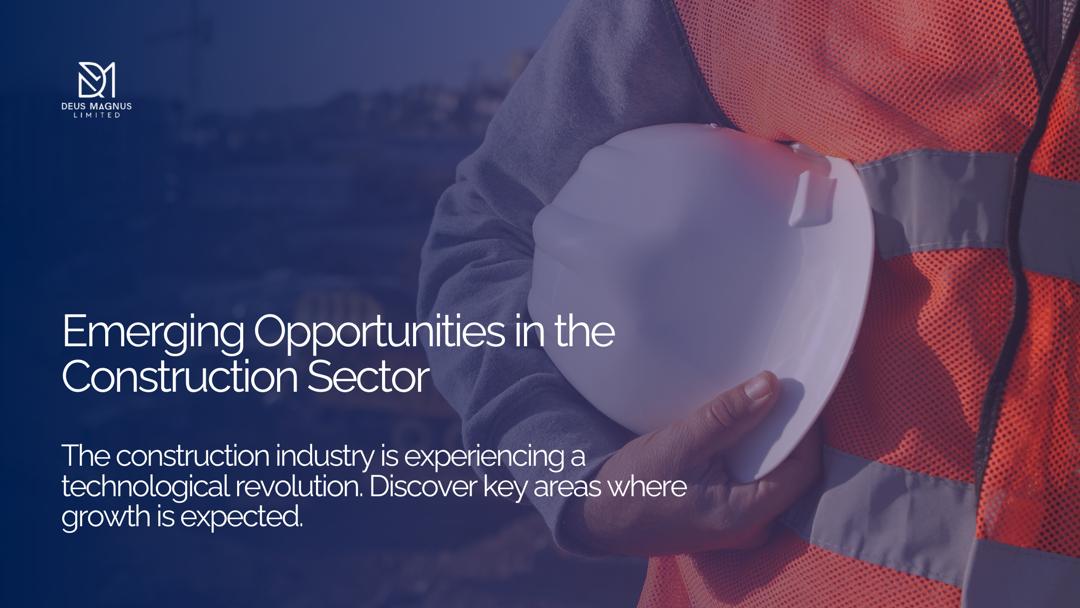 DEUS MAGNUS
LIMITED
Emerging Opportunities in the
Construction Sector
The construction industry is experiencing a
technological revolution. Discover key areas where
growth is expected.